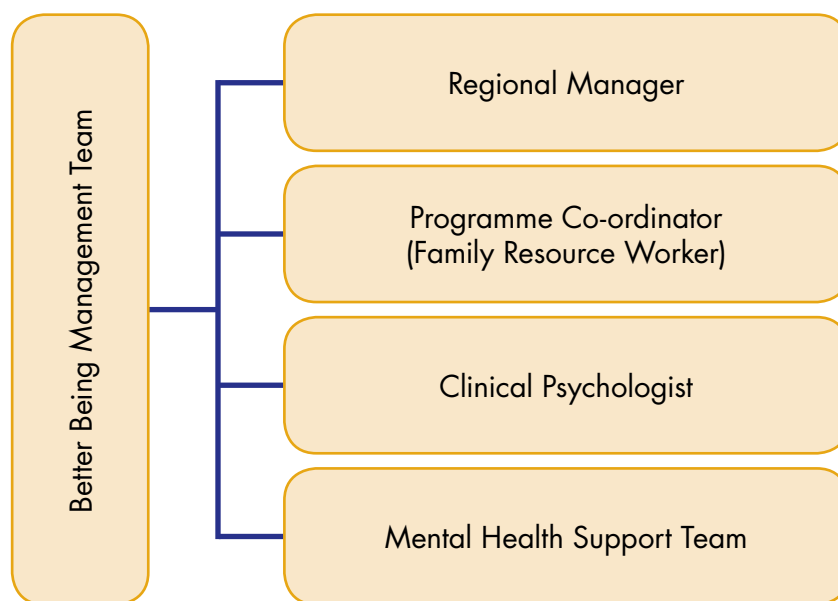 Better Being Management Team
Regional Manager
Programme Co-ordinator
(Family Resource Worker)
Clinical Psychologist
Mental Health Support Team